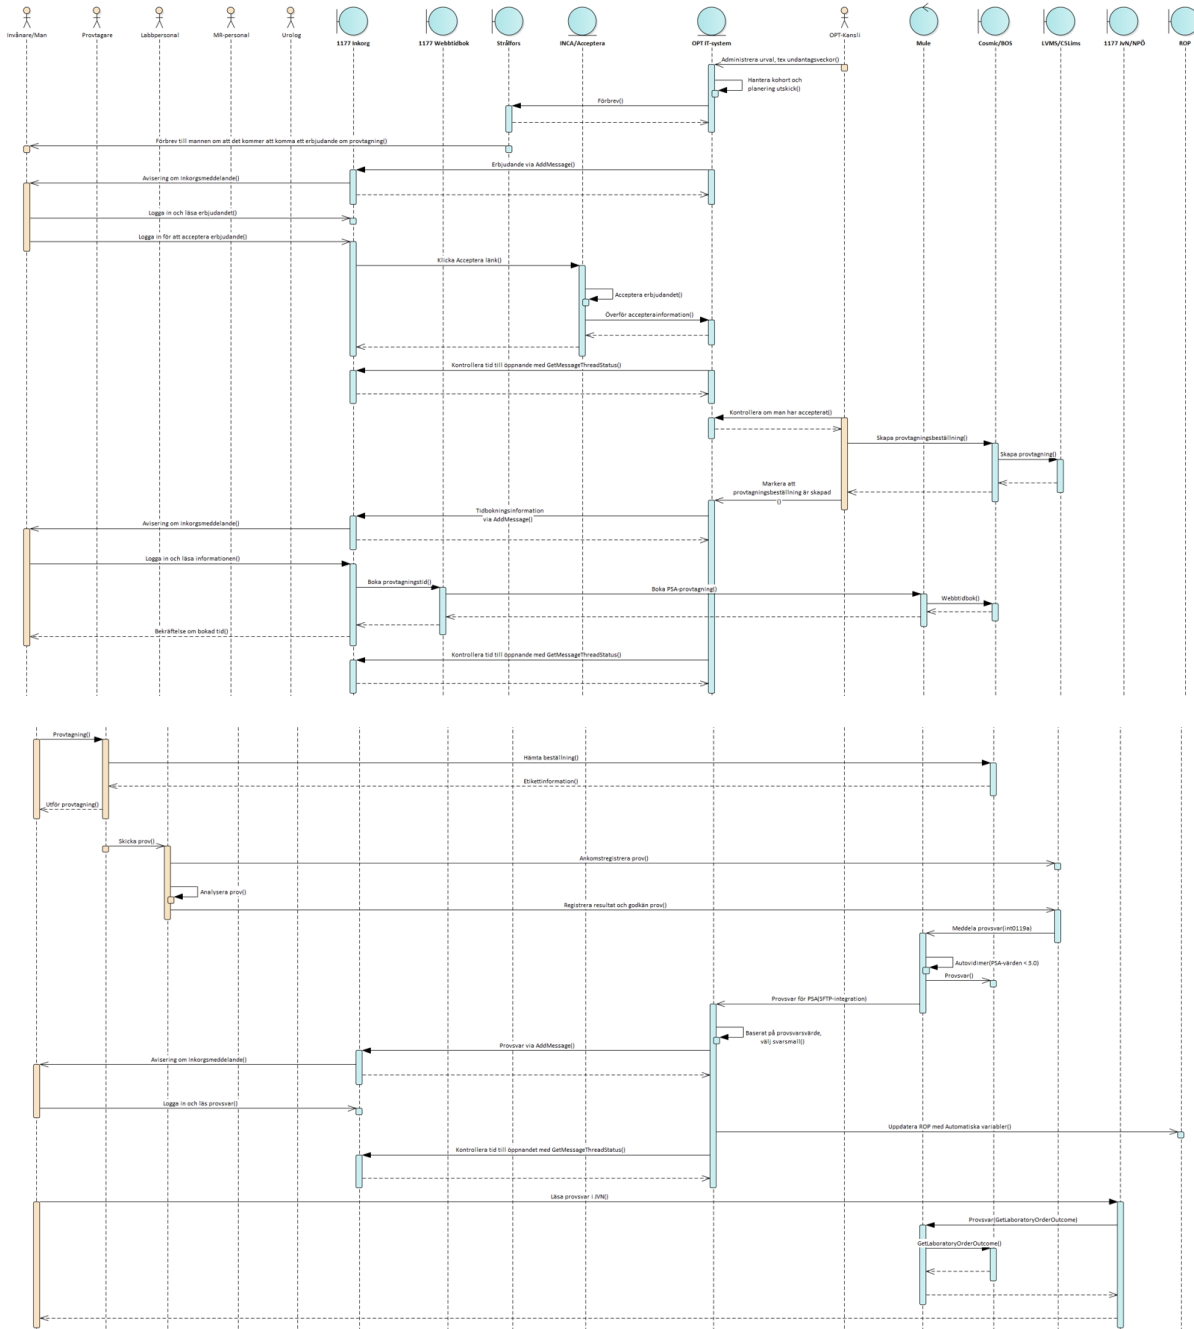 Invånare/Man
Provtagare
Labbpersonal
MR-personal
Urolog
1177 Inkorg
1177 Webbtidbok
Strålfors
INCA/Acceptera
OPT IT-system
OPT-Kansli
Mule
Cosmic/BOS
LVMS/CSLims
1177 JvN/NPÖ
ROP
Administrera urval, tex undantagsveckor()
Hantera kohort och
planering utskick()
Förbrev()
Förbrev till mannen om att det kommer att komma ett erbjudande om provtagning()
Erbjudande via AddMessage()
Avisering om Inkorgsmeddelande()
Logga in och läsa erbjudandet()
Logga in för att acceptera erbjudande()
Klicka Acceptera länk()
Acceptera erbjudandet()
Överför accepterainformation()
Kontrollera tid till öppnande med GetMessageThreadStatus()
Kontrollera om man har accepterat()
Skapa provtagningsbeställning()
Skapa provtagning()
Markera att
provtagningsbeställning är skapad
()
Tidbokningsinformation
via AddMessage()
Avisering om Inkorgsmeddelande()
Logga in och läsa informationen()
Boka provtagningstid()
Boka PSA-provtagning()
Webbtidbok()
Bekräftelse om bokad tid()
Kontrollera tid till öppnande med GetMessageThreadStatus()
Provtagning()
Hämta beställning()
Etikettinformation()
Utför provtagning()
Skicka prov()
Ankomstregistrera prov()
Analysera prov()
Registrera resultat och godkän prov()
Meddela provsvar(int0119a)
Autovidimer(PSA-värden < 3.0)
Provsvar()
Provsvar för PSA(SFTP-integration)
Baserat på provsvarsvärde,
välj svarsmall()
Provsvar via AddMessage()
Avisering om Inkorgsmeddelande()
Logga in och läs provsvar()
Uppdatera ROP med Automatiska variabler()
Kontrollera tid till öppnandet med GetMessageThreadStatus()
Läsa provsvar i JVN()
Provsvar(GetLaboratoryOrderOutcome)
GetLaboratoryOrderOutcome()